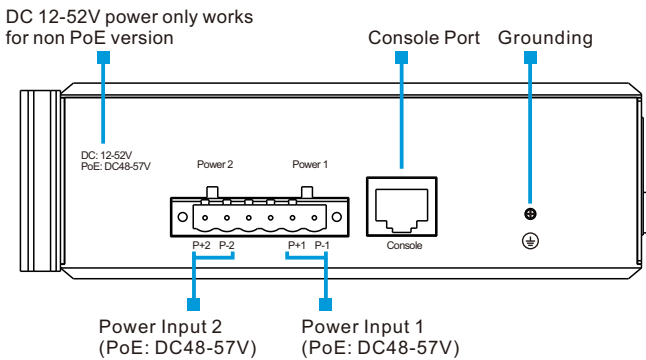 DC 12-52V power only works
for non PoE version
Console Port
Grounding
DC: 12-52V
PoE: DC48-57V
Power 2
Power 1
P+2 P-2
P+1 P-1
Console
Power Input 2
(PoE: DC48-57V)
Power Input 1
(PoE: DC48-57V)